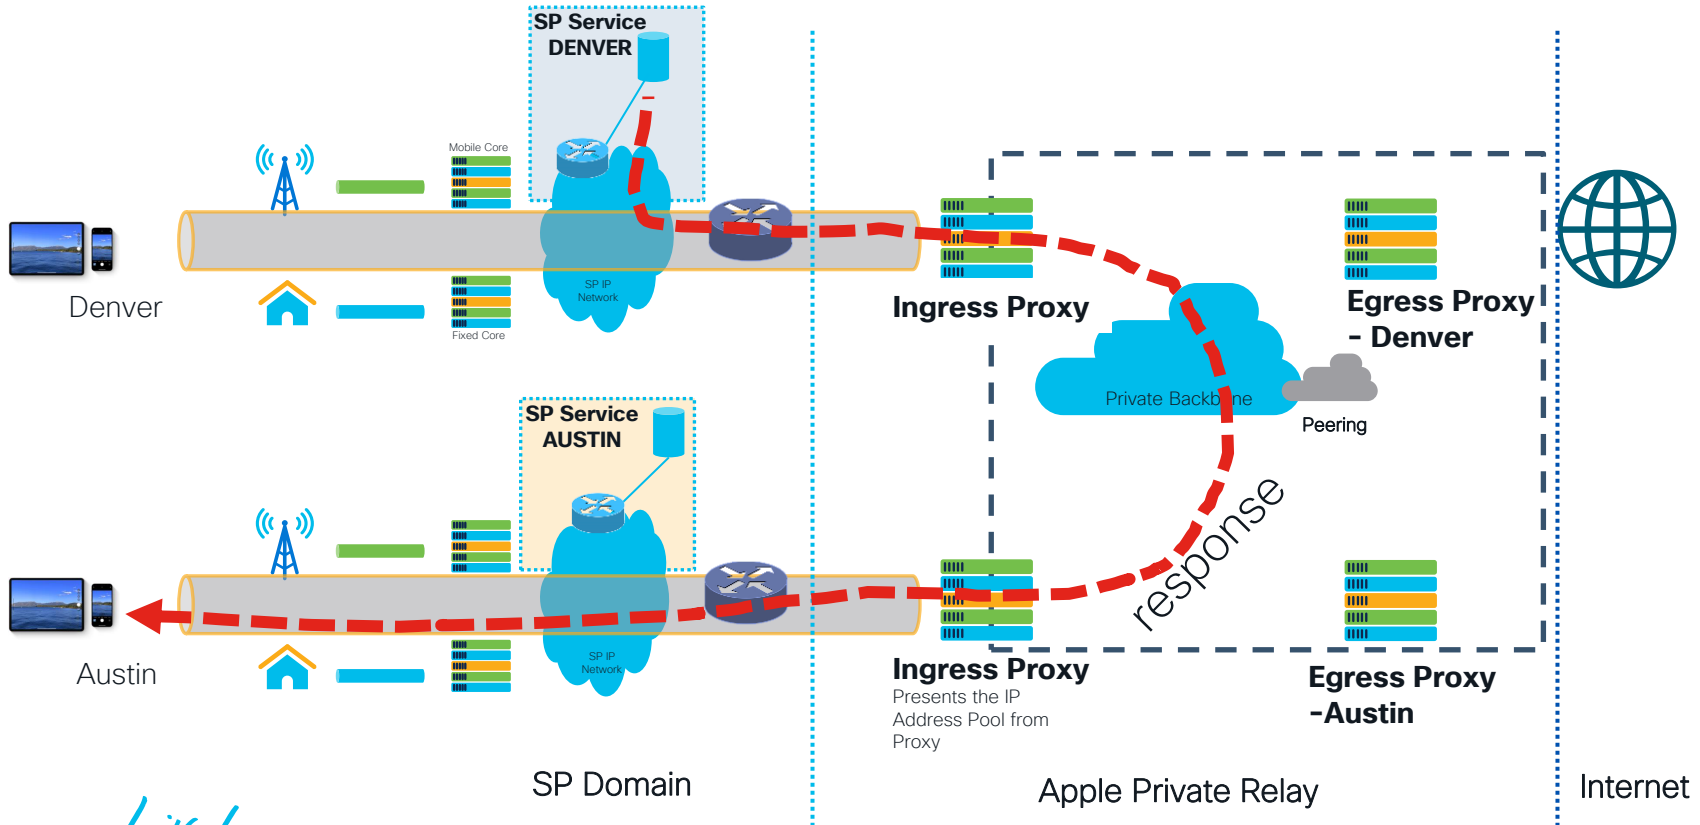 SP Service
DENVER
Mobile Core
SP IP
Network
Fixed Core
Denver
Ingress Proxy
Egress Proxy
- Denver
Private Backbone
Peering
SP Service
AUSTIN
response
SP IP
Network
Austin
Ingress Proxy
Presents the IP
Address Pool from
Proxy
Egress Proxy
-Austin
SP Domain
Apple Private Relay
Internet